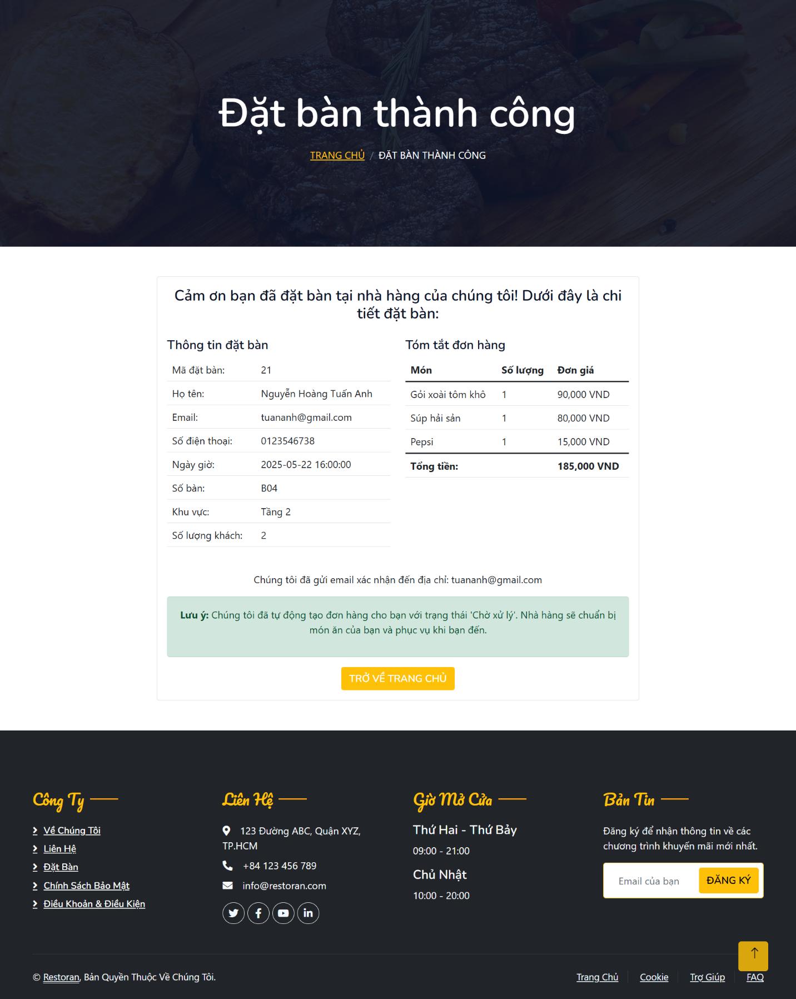 Đặt bàn thành công
TRANG CHỦ / ĐẶT BÀN THÀNH CÔNG
Cảm ơn bạn đã đặt bàn tại nhà hàng của chúng tôi! Dưới đây là chi
tiết đặt bàn:
Thông tin đặt bàn
Mã đặt bàn: 21
Họ tên: Nguyễn Hoàng Tuấn Anh
Email: tuananh@gmail.com
Số điện thoại: 0123546738
Ngày giờ: 2025-05-22 16:00:00
Số bàn: B04
Khu vực: Tầng 2
Số lượng khách: 2
Tóm tắt đơn hàng
Món Số lượng Đơn giá
Gỏi xoài tôm khô 1 90,000 VND
Súp hải sản 1 80,000 VND
Pepsi 1 15,000 VND
Tổng tiền: 185,000 VND
Chúng tôi đã gửi email xác nhận đến địa chỉ: tuananh@gmail.com
Lưu ý: Chúng tôi đã tự động tạo đơn hàng cho bạn với trạng thái 'Chờ xử lý'. Nhà hàng sẽ chuẩn bị
món ăn của bạn và phục vụ khi bạn đến.
TRỞ VỀ TRANG CHỦ
Công Ty
Về Chúng Tôi
Liên Hệ
Đặt Bàn
Chính Sách Bảo Mật
Điều Khoản & Điều Kiện
Liên Hệ
123 Đường ABC, Quận XYZ,
TP.HCM
+84 123 456 789
info@restoran.com
Giờ Mở Cửa
Thứ Hai - Thứ Bảy
09:00 - 21:00
Chủ Nhật
10:00 - 20:00
Bản Tin
Đăng ký để nhận thông tin về các
chương trình khuyến mãi mới nhất.
Email của bạn
ĐĂNG KÝ
© Restoran, Bản Quyền Thuộc Về Chúng Tôi.
Trang Chủ Cookie Trợ Giúp FAQ